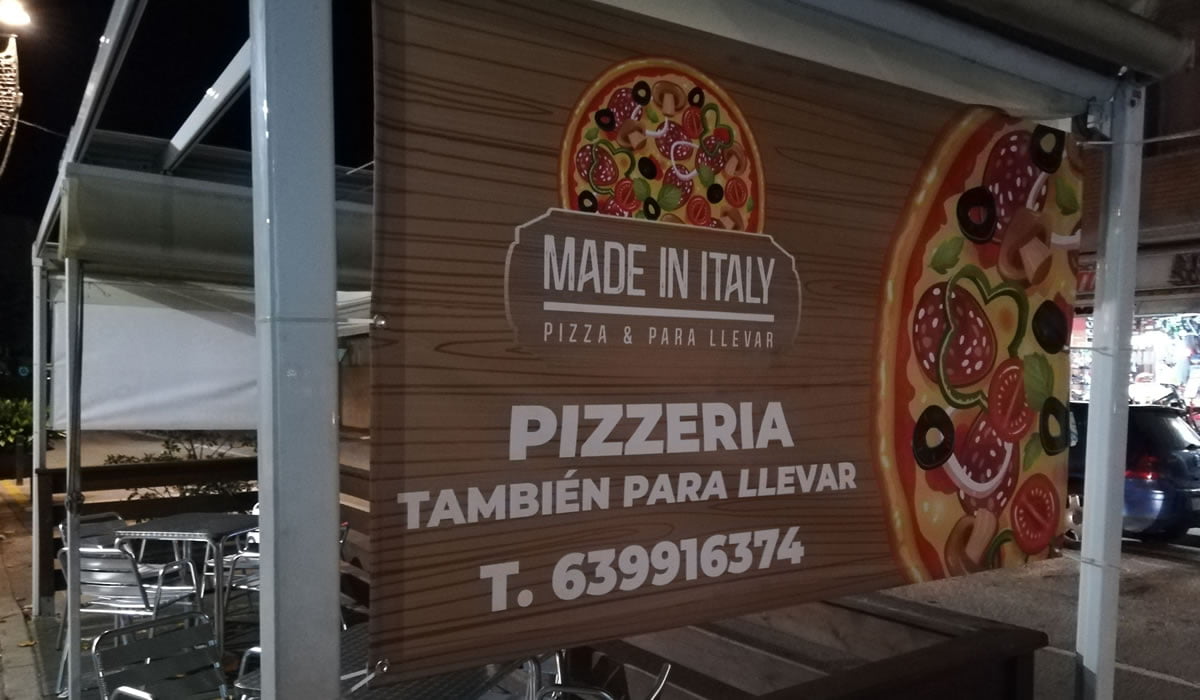 MADE IN ITALY
PIZZA & PARA LLEVAR
PIZZERIA
TAMBIÉN PARA LLEVAR
T. 639916374